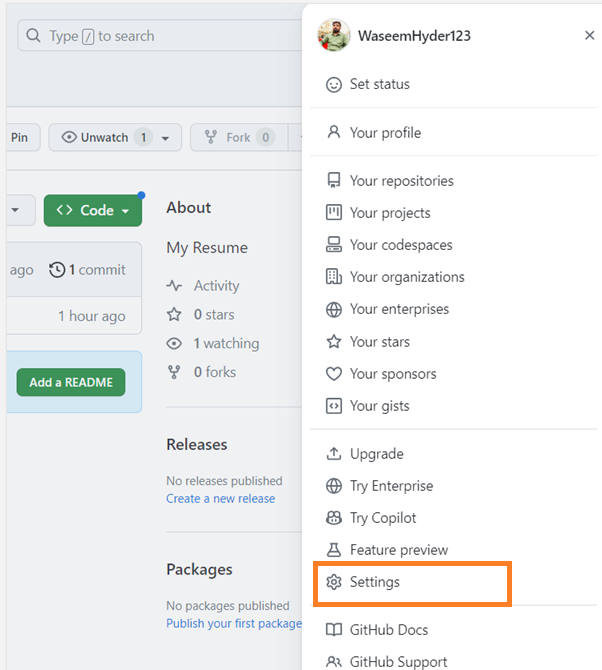 Type / to search
Pin
Unwatch 1
Fork 0
Code
ago 1 commit
1 hour ago
Add a README
About
My Resume
Activity
0 stars
1 watching
0 forks
Releases
No releases published
Create a new release
Packages
No packages published
Publish your first package
WaseemHyder123
Set status
Your profile
Your repositories
Your projects
Your codespaces
Your organizations
Your enterprises
Your stars
Your sponsors
Your gists
Upgrade
Try Enterprise
Try Copilot
Feature preview
Settings
GitHub Docs
GitHub Support